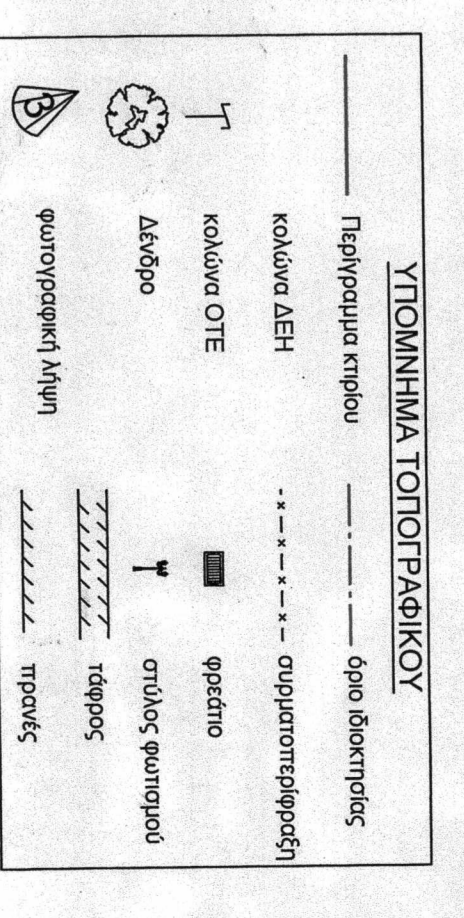 ΥΠΟΜΝΗΜΑ ΤΟΠΟΓΡΑΦΙΚΟΥ
Περίγραμμα κτιρίου
όριο ιδιοκτησίας
κολώνα ΔΕΗ
συρματοπερίφραξη
κολώνα ΟΤΕ
φρεάτιο
Δένδρο
στύλος φωτισμού
τάφρος
3
φωτογραφική λήψη
πρανές